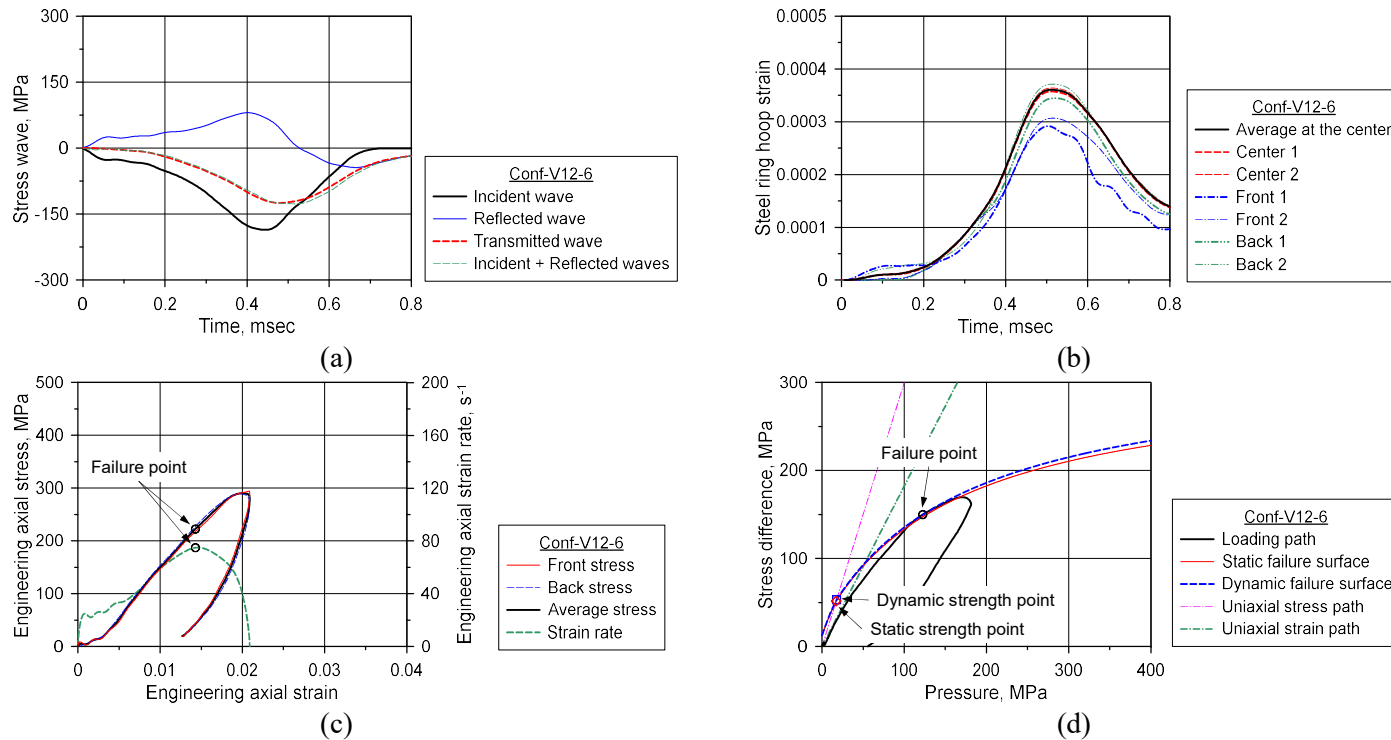 300
150
0
-150
-300
Stress wave, MPa
0
0.2
0.4
0.6
0.8
Time, msec
Conf-V12-6
Incident wave
Reflected wave
Transmitted wave
Incident + Reflected waves
(a)
0.0005
0.0004
0.0003
0.0002
0.0001
0
Steel ring hoop strain
0
0.2
0.4
0.6
0.8
Time, msec
Conf-V12-6
Average at the center
Center 1
Center 2
Front 1
Front 2
Back 1
Back 2
(b)
500
400
300
200
100
0
Engineering axial stress, MPa
200
160
120
80
40
0
Engineering axial strain rate, s⁻¹
Failure point
0
0.01
0.02
0.03
0.04
Engineering axial strain
Conf-V12-6
Front stress
Back stress
Average stress
Strain rate
(c)
300
200
100
0
Stress difference, MPa
Failure point
Dynamic strength point
Static strength point
0
100
200
300
400
Pressure, MPa
Conf-V12-6
Loading path
Static failure surface
Dynamic failure surface
Uniaxial stress path
Uniaxial strain path
(d)